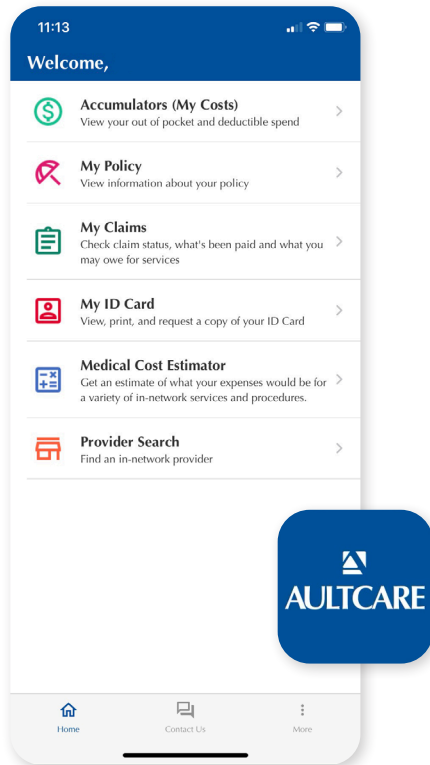 11:13
Welcome,
Accumulators (My Costs)
View your out of pocket and deductible spend
My Policy
View information about your policy
My Claims
Check claim status, what's been paid and what you
may owe for services
My ID Card
View, print, and request a copy of your ID Card
Medical Cost Estimator
Get an estimate of what your expenses would be for
a variety of in-network services and procedures.
Provider Search
Find an in-network provider
AULTCARE
Home
Contact Us
More